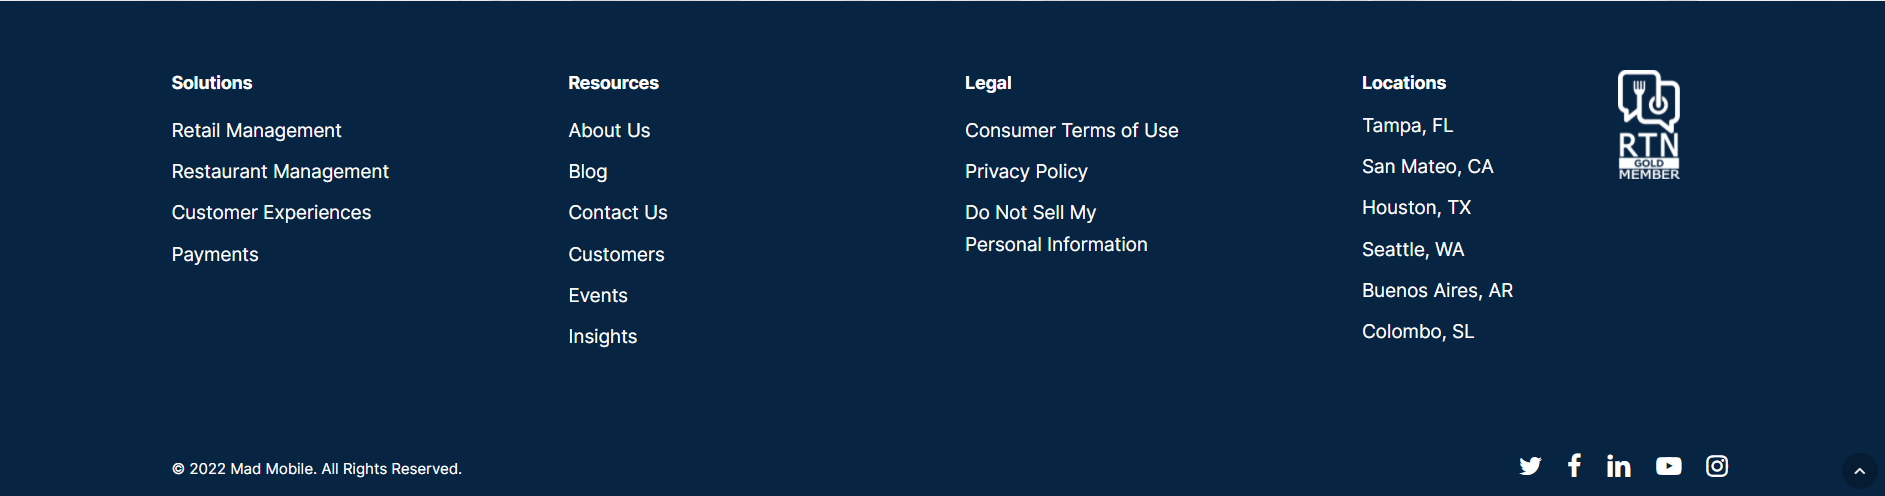 Solutions
Retail Management
Restaurant Management
Customer Experiences
Payments
Resources
About Us
Blog
Contact Us
Customers
Events
Insights
Legal
Consumer Terms of Use
Privacy Policy
Do Not Sell My
Personal Information
Locations
Tampa, FL
San Mateo, CA
Houston, TX
Seattle, WA
Buenos Aires, AR
Colombo, SL
RTN
GOLD
MEMBER
© 2022 Mad Mobile. All Rights Reserved.